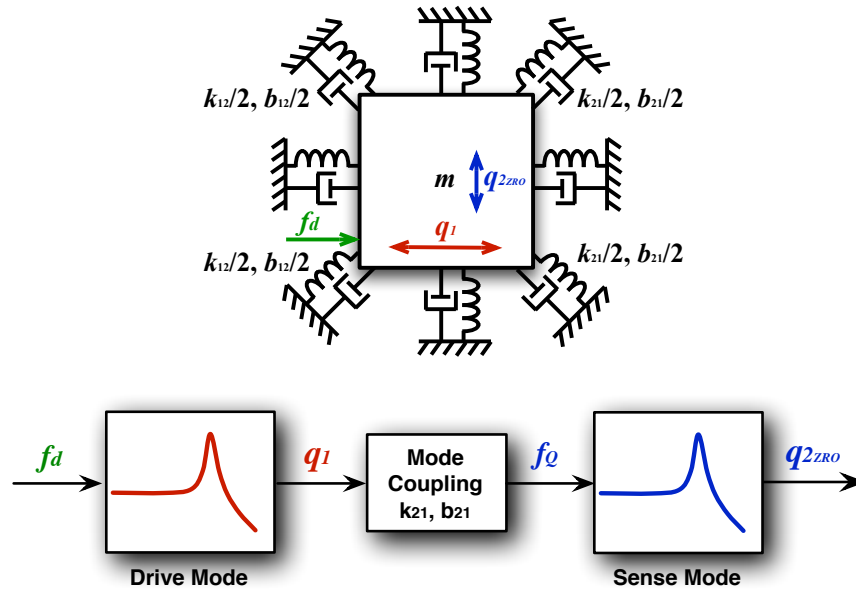 k12/2, b12/2
k21/2, b21/2
m
q2ZRO
fd
q1
k12/2, b12/2
k21/2, b21/2
fd
q1
Mode
Coupling
k21, b21
fQ
q2ZRO
Drive Mode
Sense Mode